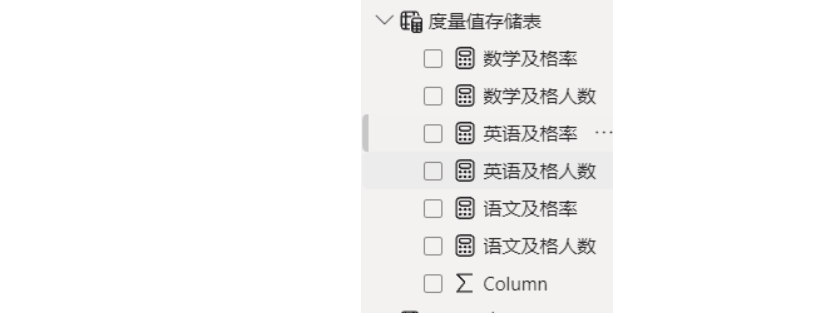 度量值存储表
数学及格率
数学及格人数
英语及格率 ···
英语及格人数
语文及格率
语文及格人数
Column